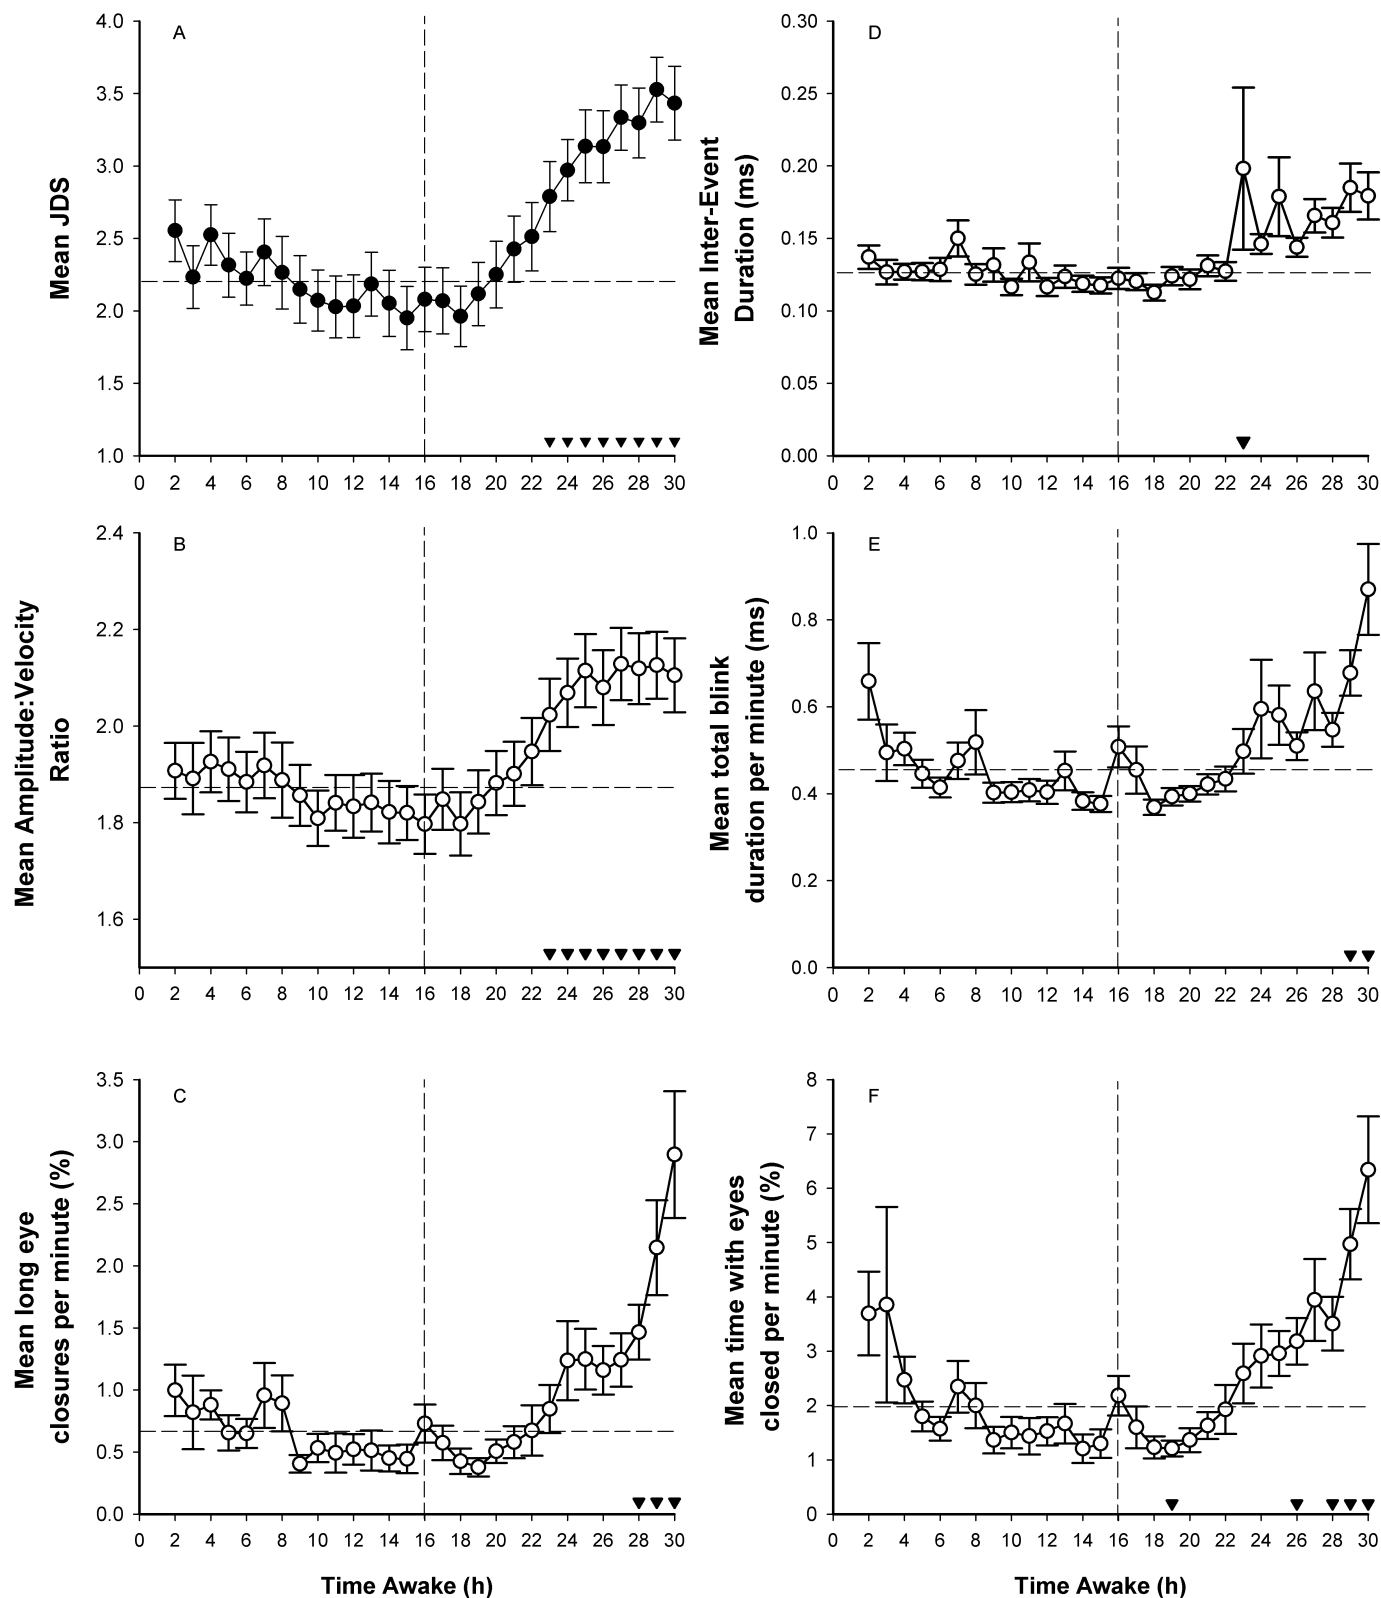 A
Mean JDS
4.0
3.5
3.0
2.5
2.0
1.5
1.0
0 2 4 6 8 10 12 14 16 18 20 22 24 26 28 30
D
Mean Inter-Event
Duration (ms)
0.30
0.25
0.20
0.15
0.10
0.05
0.00
0 2 4 6 8 10 12 14 16 18 20 22 24 26 28 30
B
Mean Amplitude:Velocity
Ratio
2.4
2.2
2.0
1.8
1.6
0 2 4 6 8 10 12 14 16 18 20 22 24 26 28 30
E
Mean total blink
duration per minute (ms)
1.0
0.8
0.6
0.4
0.2
0.0
0 2 4 6 8 10 12 14 16 18 20 22 24 26 28 30
C
Mean long eye
closures per minute (%)
3.5
3.0
2.5
2.0
1.5
1.0
0.5
0.0
0 2 4 6 8 10 12 14 16 18 20 22 24 26 28 30
Time Awake (h)
F
Mean time with eyes
closed per minute (%)
8
7
6
5
4
3
2
1
0
0 2 4 6 8 10 12 14 16 18 20 22 24 26 28 30
Time Awake (h)